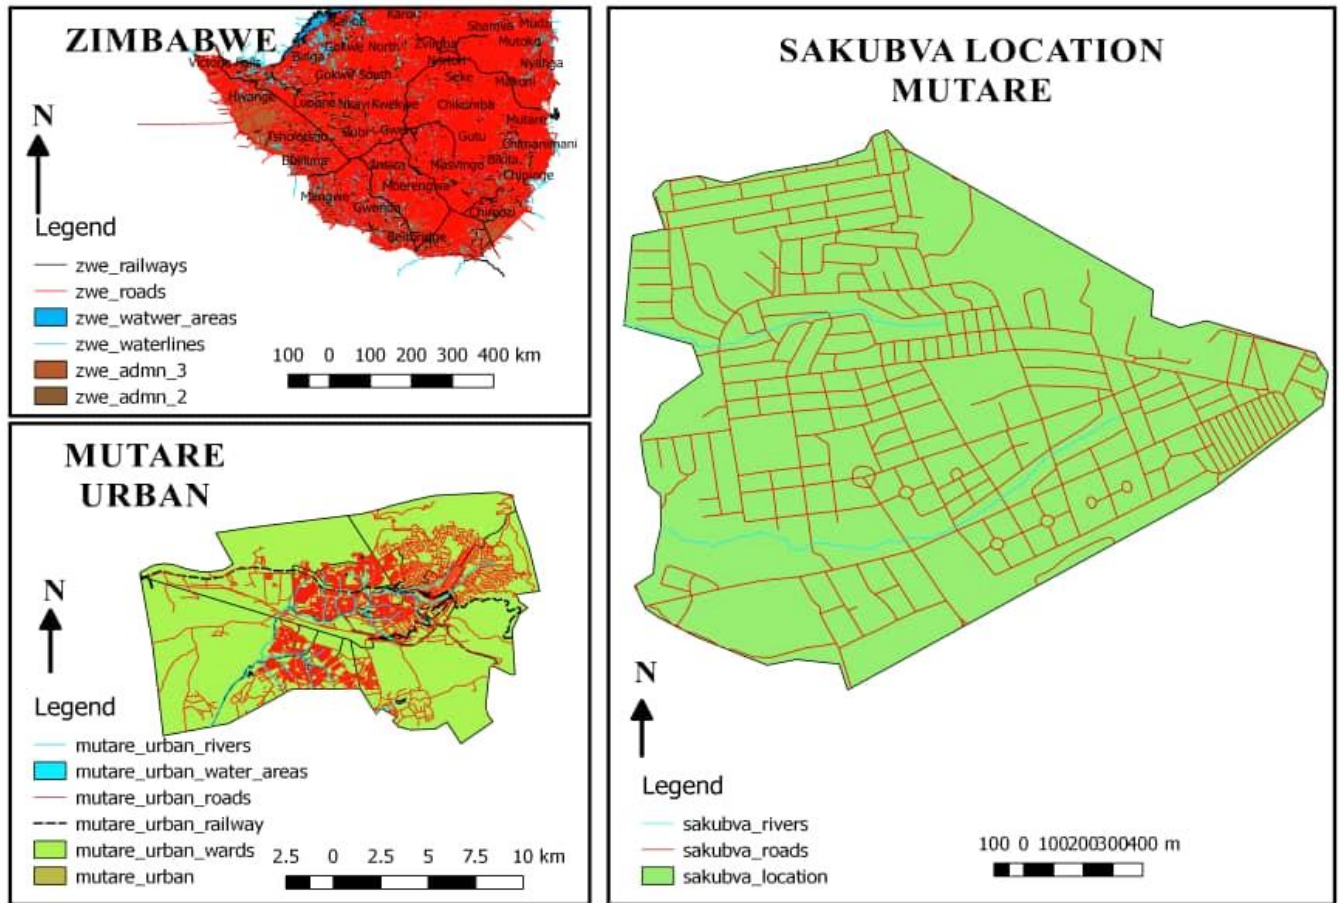 ZIMBABWE
Kariba
Karoi
Shamva
Mudzi
Gokwe North
Zvimba
Mutoko
Victoria Falls
Binga
Nyanga
Gokwe South
Seke
Makoni
Hwange
Lupane
Nkayi
Kwekwe
Chikomba
Mutare
Tsholotsho
Bubi
Gweru
Gutu
Chimanimani
Bulilima
Masvingo
Bikita
Chipinge
Mberengwa
Mangwe
Gwanda
Chiredzi
Beitbridge
N
Legend
zwe_railways
zwe_roads
zwe_watwer_areas
zwe_waterlines
zwe_admn_3
zwe_admn_2
100 0 100 200 300 400 km
MUTARE
URBAN
N
Legend
mutare_urban_rivers
mutare_urban_water_areas
mutare_urban_roads
mutare_urban_railway
mutare_urban_wards
mutare_urban
2.5 0 2.5 5 7.5 10 km
SAKUBVA LOCATION
MUTARE
N
Legend
sakubva_rivers
sakubva_roads
sakubva_location
100 0 100200300400 m